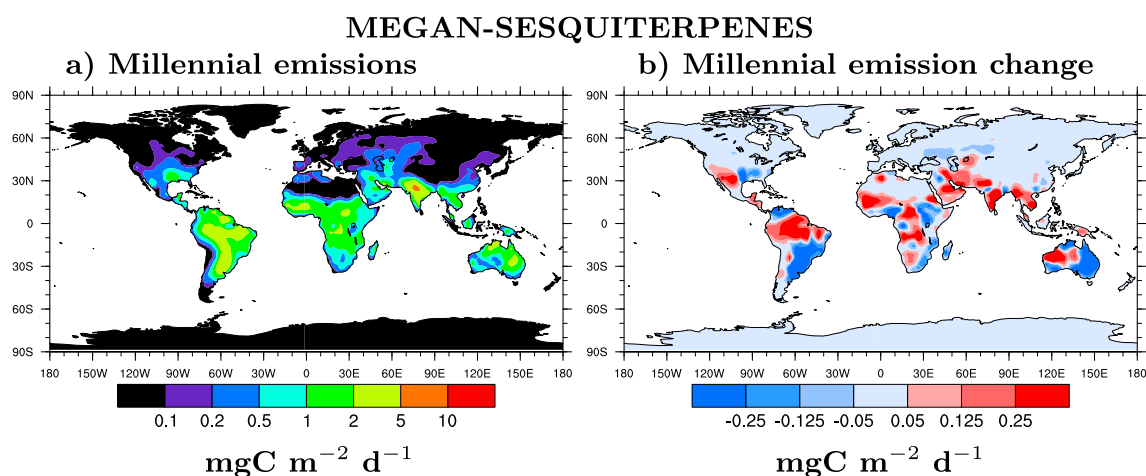 MEGAN-SESQUITERPENES
a) Millennial emissions
b) Millennial emission change
90N
60N
30N
0
30S
60S
90S
180 150W 120W 90W 60W 30W 0 30E 60E 90E 120E 150E 180
0.1 0.2 0.5 1 2 5 10
mgC m⁻² d⁻¹
90N
60N
30N
0
30S
60S
90S
180 150W 120W 90W 60W 30W 0 30E 60E 90E 120E 150E 180
-0.25 -0.125 -0.05 0.05 0.125 0.25
mgC m⁻² d⁻¹